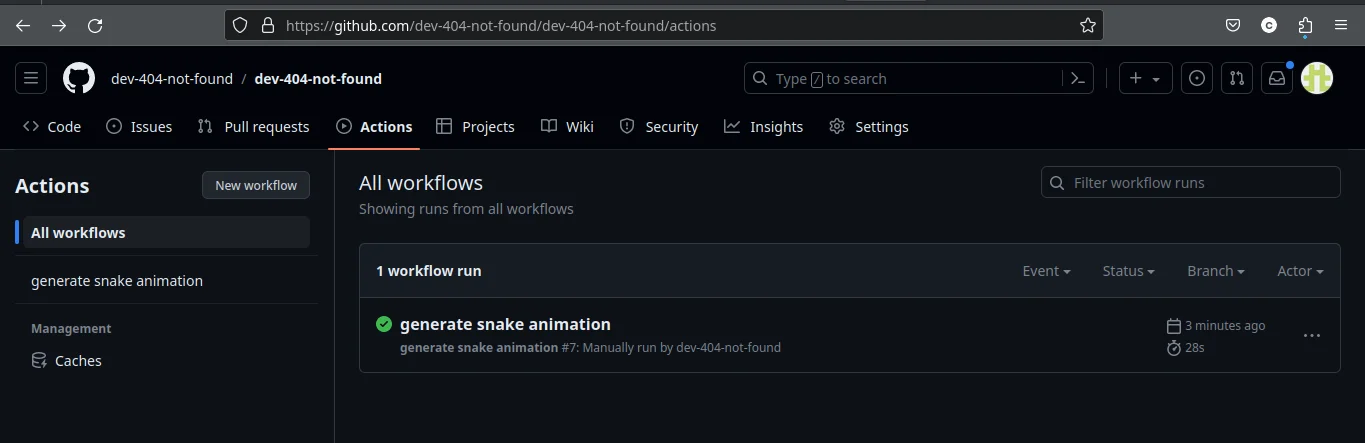 https://github.com/dev-404-not-found/dev-404-not-found/actions
C
dev-404-not-found / dev-404-not-found
Type / to search
Code Issues Pull requests Actions Projects Wiki Security Insights Settings
Actions
New workflow
All workflows
generate snake animation
Management
Caches
All workflows
Showing runs from all workflows
Filter workflow runs
1 workflow run
Event Status Branch Actor
generate snake animation
generate snake animation #7: Manually run by dev-404-not-found
3 minutes ago
28s